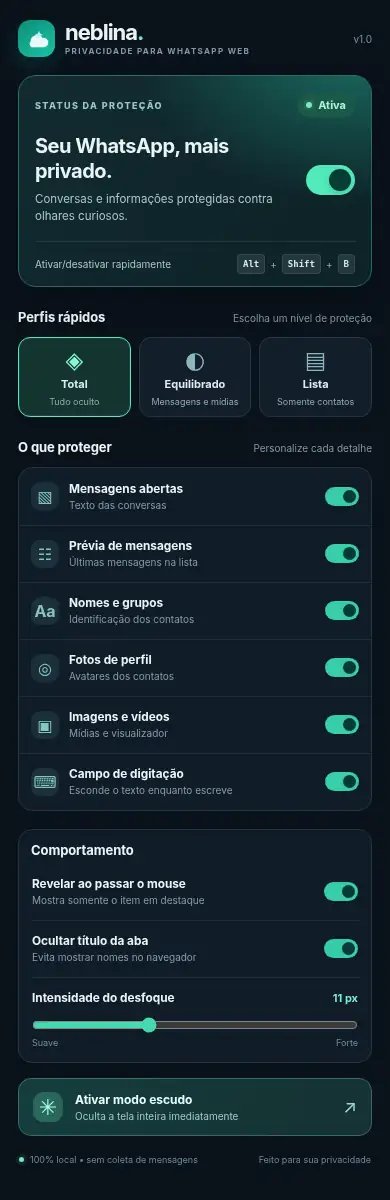 neblina.
PRIVACIDADE PARA WHATSAPP WEB
v1.0
STATUS DA PROTEÇÃO
Ativa
Seu WhatsApp, mais
privado.
Conversas e informações protegidas contra
olhares curiosos.
Ativar/desativar rapidamente
Alt + Shift + B
Perfis rápidos
Escolha um nível de proteção
Total
Tudo oculto
Equilibrado
Mensagens e mídias
Lista
Somente contatos
O que proteger
Personalize cada detalhe
Mensagens abertas
Texto das conversas
Prévia de mensagens
Últimas mensagens na lista
Aa
Nomes e grupos
Identificação dos contatos
Fotos de perfil
Avatares dos contatos
Imagens e vídeos
Mídias e visualizador
Campo de digitação
Esconde o texto enquanto escreve
Comportamento
Revelar ao passar o mouse
Mostra somente o item em destaque
Ocultar título da aba
Evita mostrar nomes no navegador
Intensidade do desfoque
11 px
Suave
Forte
Ativar modo escudo
Oculta a tela inteira imediatamente
100% local • sem coleta de mensagens
Feito para sua privacidade